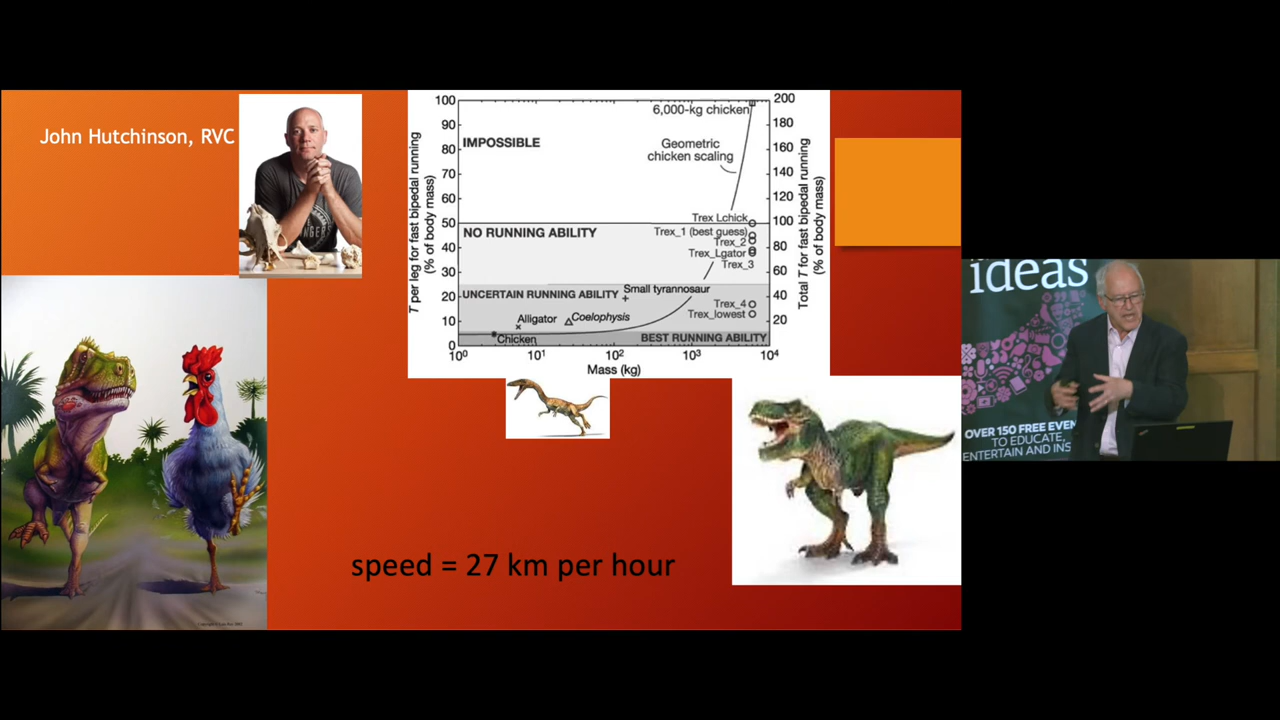 John Hutchinson, RVC
T per leg for fast bipedal running
(% of body mass)
100
90
80
70
60
50
40
30
20
10
0
IMPOSSIBLE
6,000-kg chicken
Geometric
chicken scaling
Trex Lchick
NO RUNNING ABILITY
Trex_1 (best guess)
Trex_2
Trex_Lgator
Trex_3
UNCERTAIN RUNNING ABILITY
Small tyrannosaur
Trex_4
Trex_lowest
Alligator
Coelophysis
Chicken
BEST RUNNING ABILITY
200
180
160
140
120
100
80
60
40
20
Total T for fast bipedal running
(% of body mass)
10⁰
10¹
10²
10³
10⁴
Mass (kg)
speed = 27 km per hour
ideas
OVER 150 FREE EVEN
TO EDUCATE,
ENTERTAIN AND INS